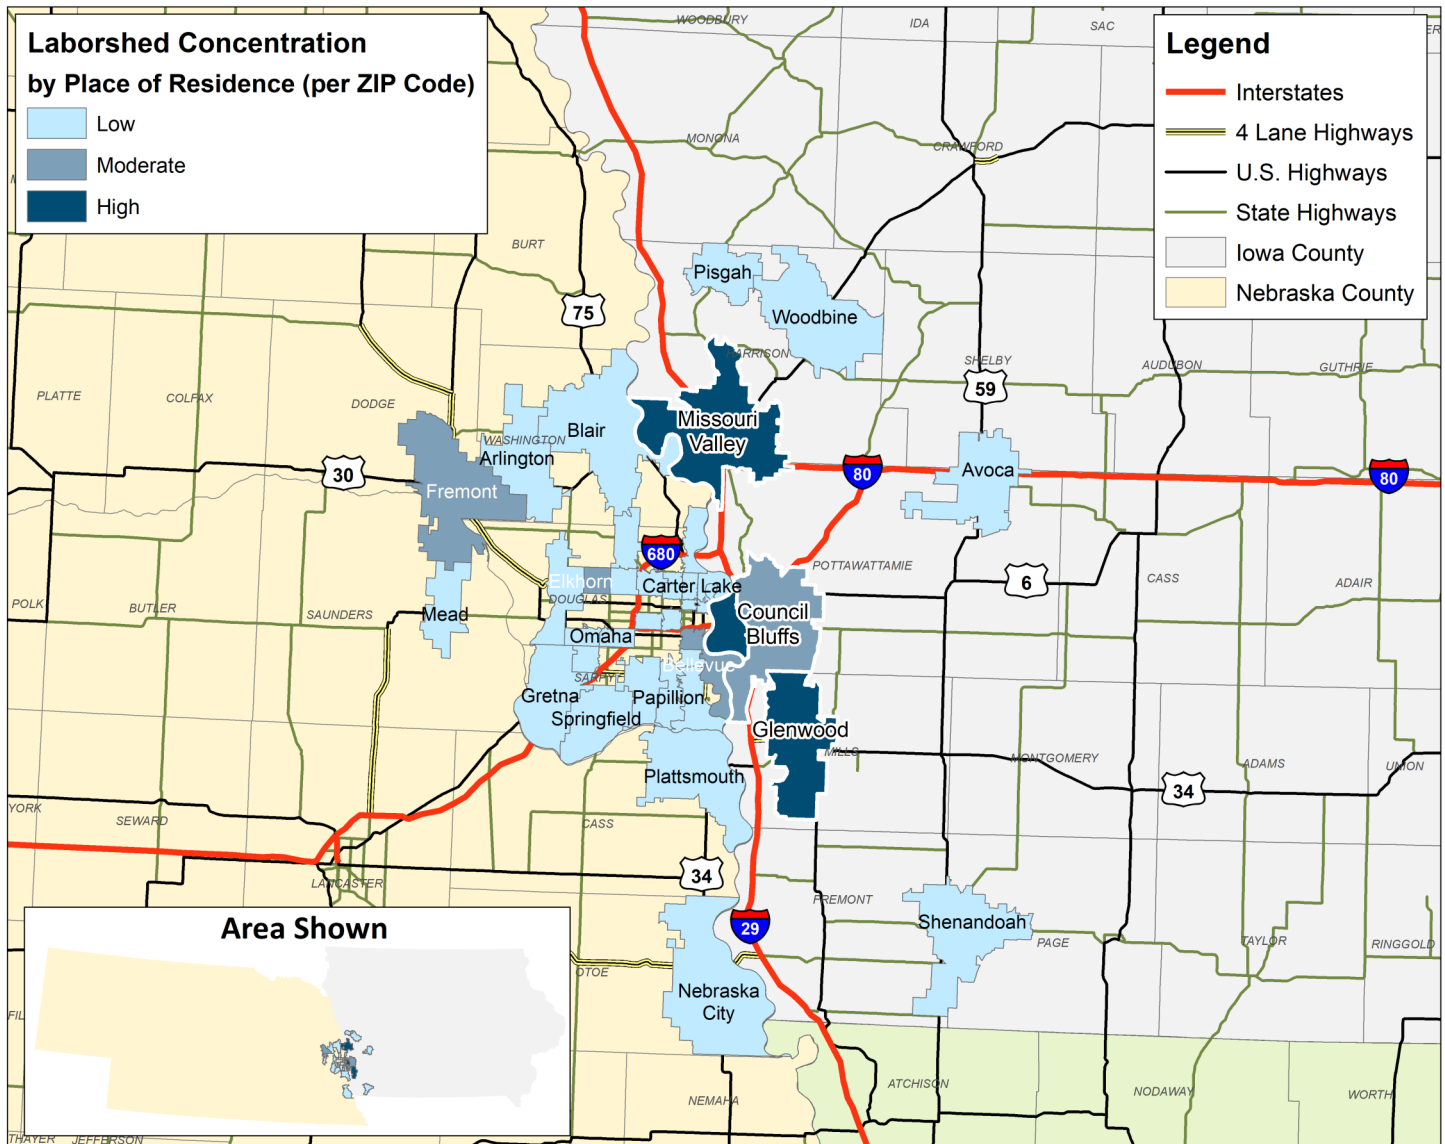 Laborshed Concentration
by Place of Residence (per ZIP Code)
Low
Moderate
High
Legend
Interstates
4 Lane Highways
U.S. Highways
State Highways
Iowa County
Nebraska County
WOODBURY
IDA
SAC
MONONA
CRAWFORD
BURT
75
Pisgah
Woodbine
HARRISON
SHELBY
AUDUBON
GUTHRIE
59
PLATTE
COLFAX
DODGE
WASHINGTON
Blair
Arlington
Missouri
Valley
30
Fremont
80
Avoca
80
680
Elkhorn
DOUGLAS
Carter Lake
POTTAWATTAMIE
6
CASS
ADAIR
POLK
BUTLER
SAUNDERS
Mead
Omaha
Council
Bluffs
Bellevue
SARPY
Gretna
Springfield
Papillion
Glenwood
MILLS
MONTGOMERY
ADAMS
UNION
Plattsmouth
34
YORK
SEWARD
CASS
LANCASTER
34
FREMONT
Shenandoah
PAGE
TAYLOR
RINGGOLD
29
Area Shown
OTOE
Nebraska
City
FIL
ATCHISON
NODAWAY
WORTH
NEMAHA
THAYER
JEFFERSON